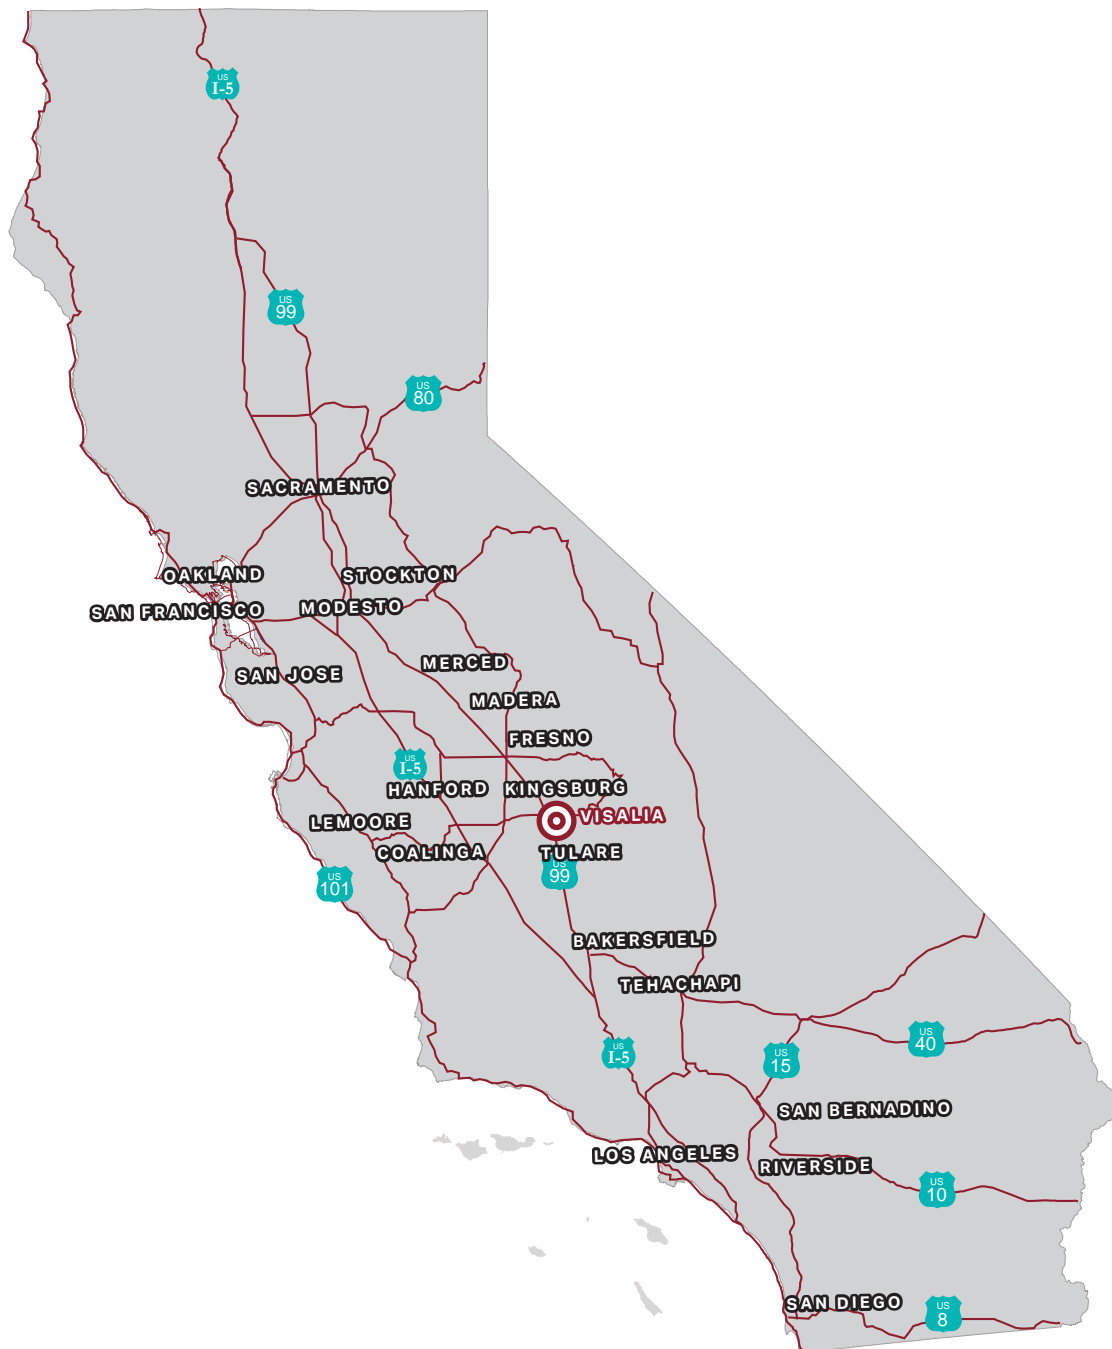 US
I-5
US
99
US
80
SACRAMENTO
OAKLAND
STOCKTON
SAN FRANCISCO
MODESTO
MERCED
SAN JOSE
MADERA
FRESNO
US
I-5
HANFORD
KINGSBURG
VISALIA
LEMOORE
COALINGA
TULARE
US
99
US
101
BAKERSFIELD
TEHACHAPI
US
40
US
I-5
US
15
SAN BERNADINO
LOS ANGELES
RIVERSIDE
US
10
SAN DIEGO
US
8